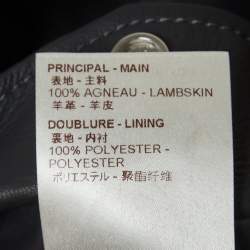 PRINCIPAL - MAIN
表地 - 主料
100% AGNEAU - LAMBSKIN
羊革 - 羊皮
DOUBLURE - LINING
裏地 - 内衬
100% POLYESTER -
POLYESTER
ポリエステル - 聚酯纤维